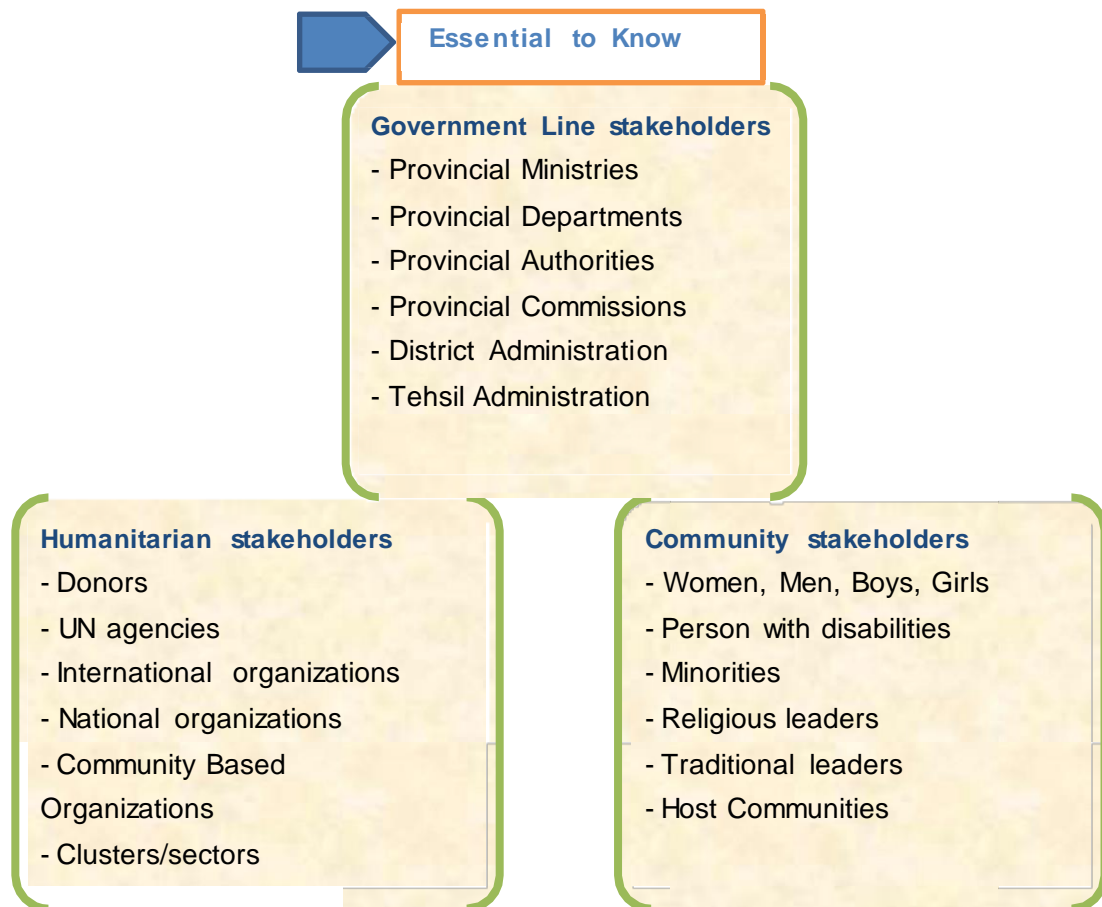 Essential to Know
Government Line stakeholders
- Provincial Ministries
- Provincial Departments
- Provincial Authorities
- Provincial Commissions
- District Administration
- Tehsil Administration
Humanitarian stakeholders
- Donors
- UN agencies
- International organizations
- National organizations
- Community Based
Organizations
- Clusters/sectors
Community stakeholders
- Women, Men, Boys, Girls
- Person with disabilities
- Minorities
- Religious leaders
- Traditional leaders
- Host Communities